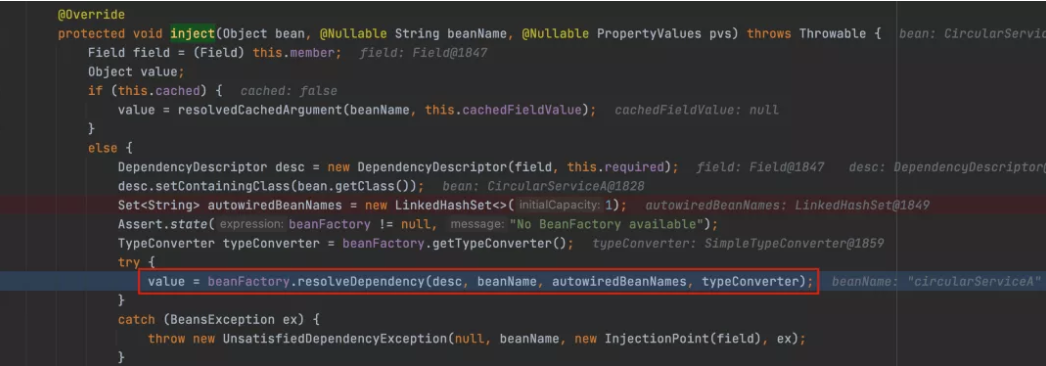 @Override
protected void inject(Object bean, @Nullable String beanName, @Nullable PropertyValues pvs) throws Throwable {   bean: CircularServic
    Field field = (Field) this.member;   field: Field@1847
    Object value;
    if (this.cached) {   cached: false
        value = resolvedCachedArgument(beanName, this.cachedFieldValue);   cachedFieldValue: null
    }
    else {
        DependencyDescriptor desc = new DependencyDescriptor(field, this.required);   field: Field@1847   desc: DependencyDescriptor@
        desc.setContainingClass(bean.getClass());   bean: CircularServiceA@1828
        Set<String> autowiredBeanNames = new LinkedHashSet<>( initialCapacity: 1);   autowiredBeanNames: LinkedHashSet@1849
        Assert.state( expression: beanFactory != null,  message: "No BeanFactory available");
        TypeConverter typeConverter = beanFactory.getTypeConverter();   typeConverter: SimpleTypeConverter@1859
        try {
            value = beanFactory.resolveDependency(desc, beanName, autowiredBeanNames, typeConverter);   beanName: "circularServiceA"
        }
        catch (BeansException ex) {
            throw new UnsatisfiedDependencyException(null, beanName, new InjectionPoint(field), ex);
        }